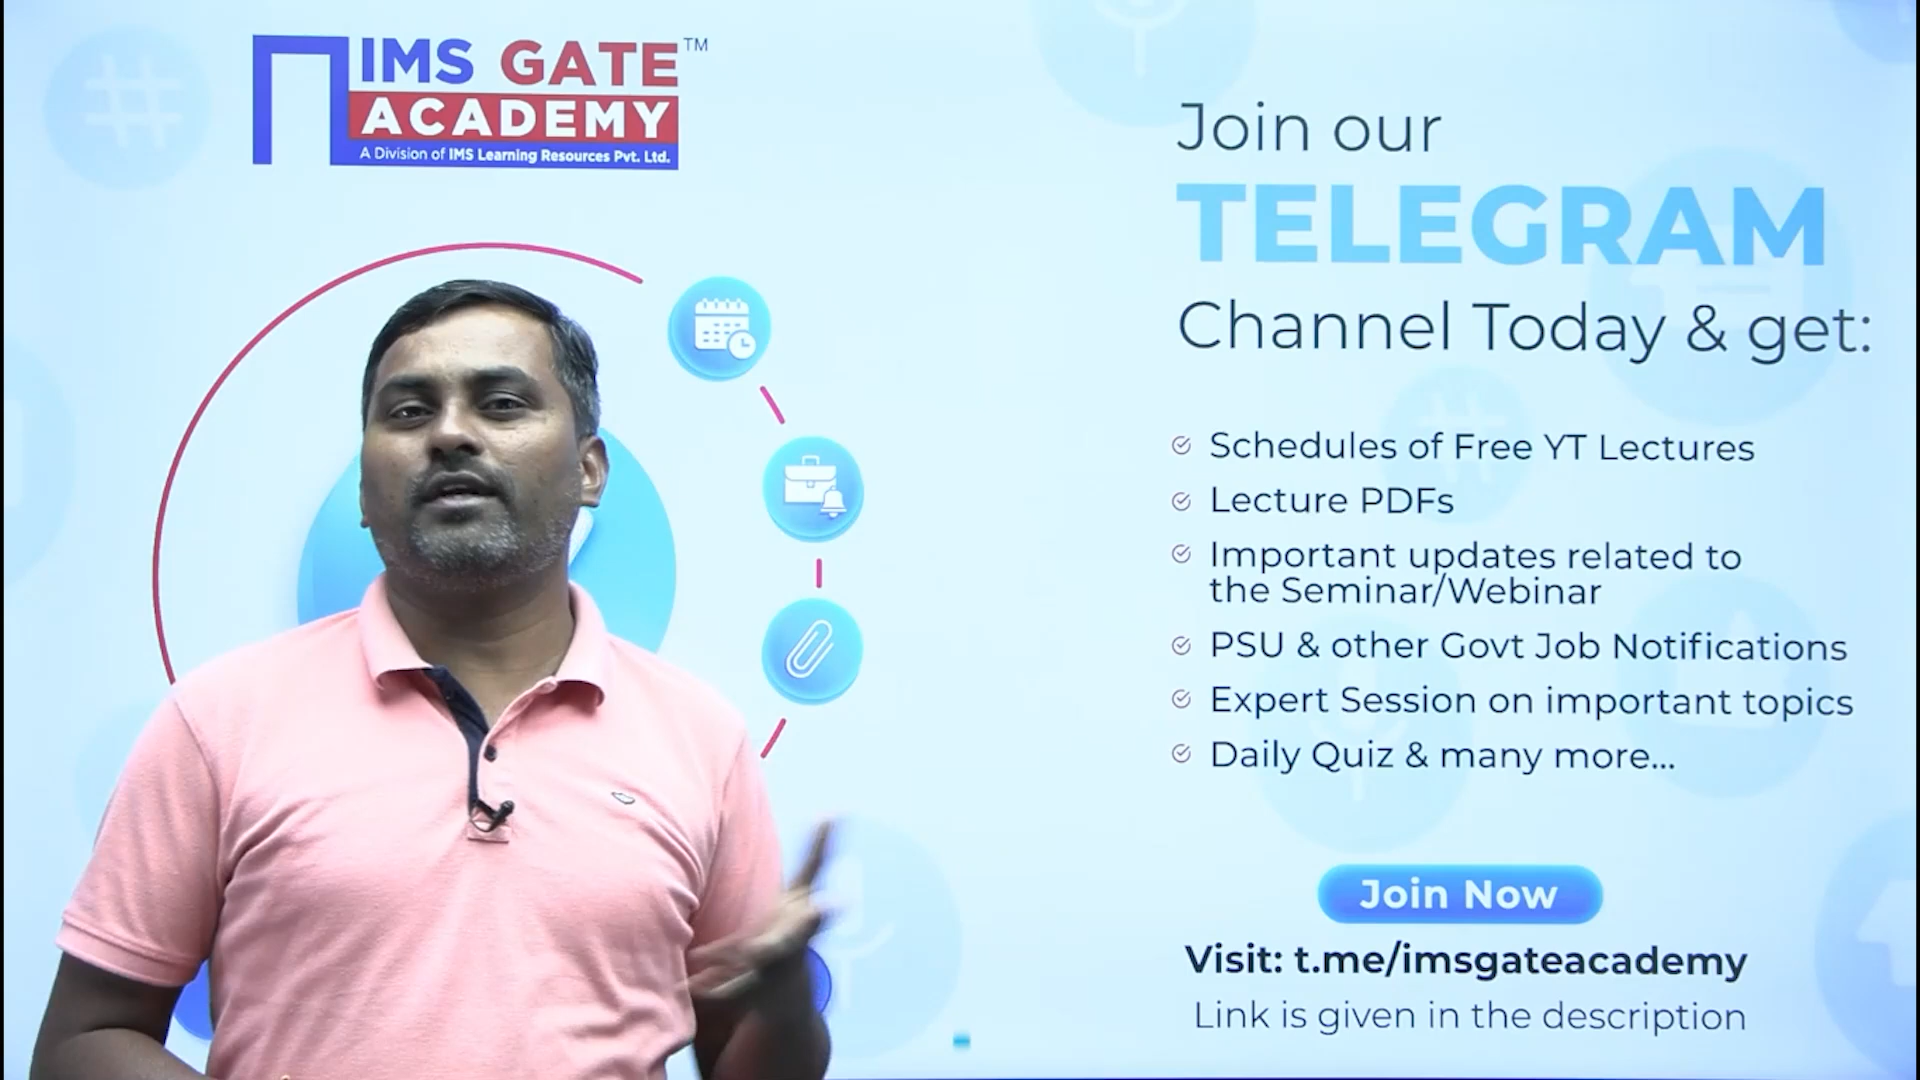 IMS GATE™
ACADEMY
A Division of IMS Learning Resources Pvt. Ltd.
Join our
TELEGRAM
Channel Today & get:
Schedules of Free YT Lectures
Lecture PDFs
Important updates related to
the Seminar/Webinar
PSU & other Govt Job Notifications
Expert Session on important topics
Daily Quiz & many more...
Join Now
Visit: t.me/imsgateacademy
Link is given in the description